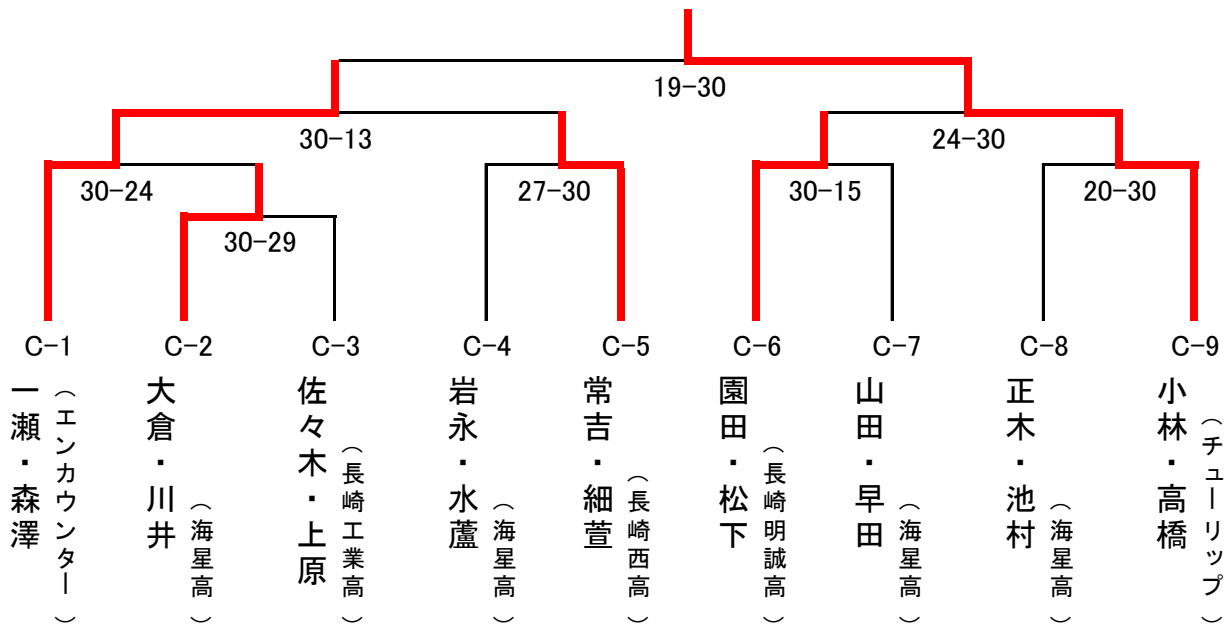 19-30
30-13
24-30
30-24
27-30
30-15
20-30
30-29
C-1
C-2
C-3
C-4
C-5
C-6
C-7
C-8
C-9
一瀬・森澤
（エンカウンター）
大倉・川井
（海星高）
佐々木・上原
（長崎工業高）
岩永・水蘆
（海星高）
常吉・細萱
（長崎西高）
園田・松下
（長崎明誠高）
山田・早田
（海星高）
正木・池村
（海星高）
小林・高橋
（チューリップ）